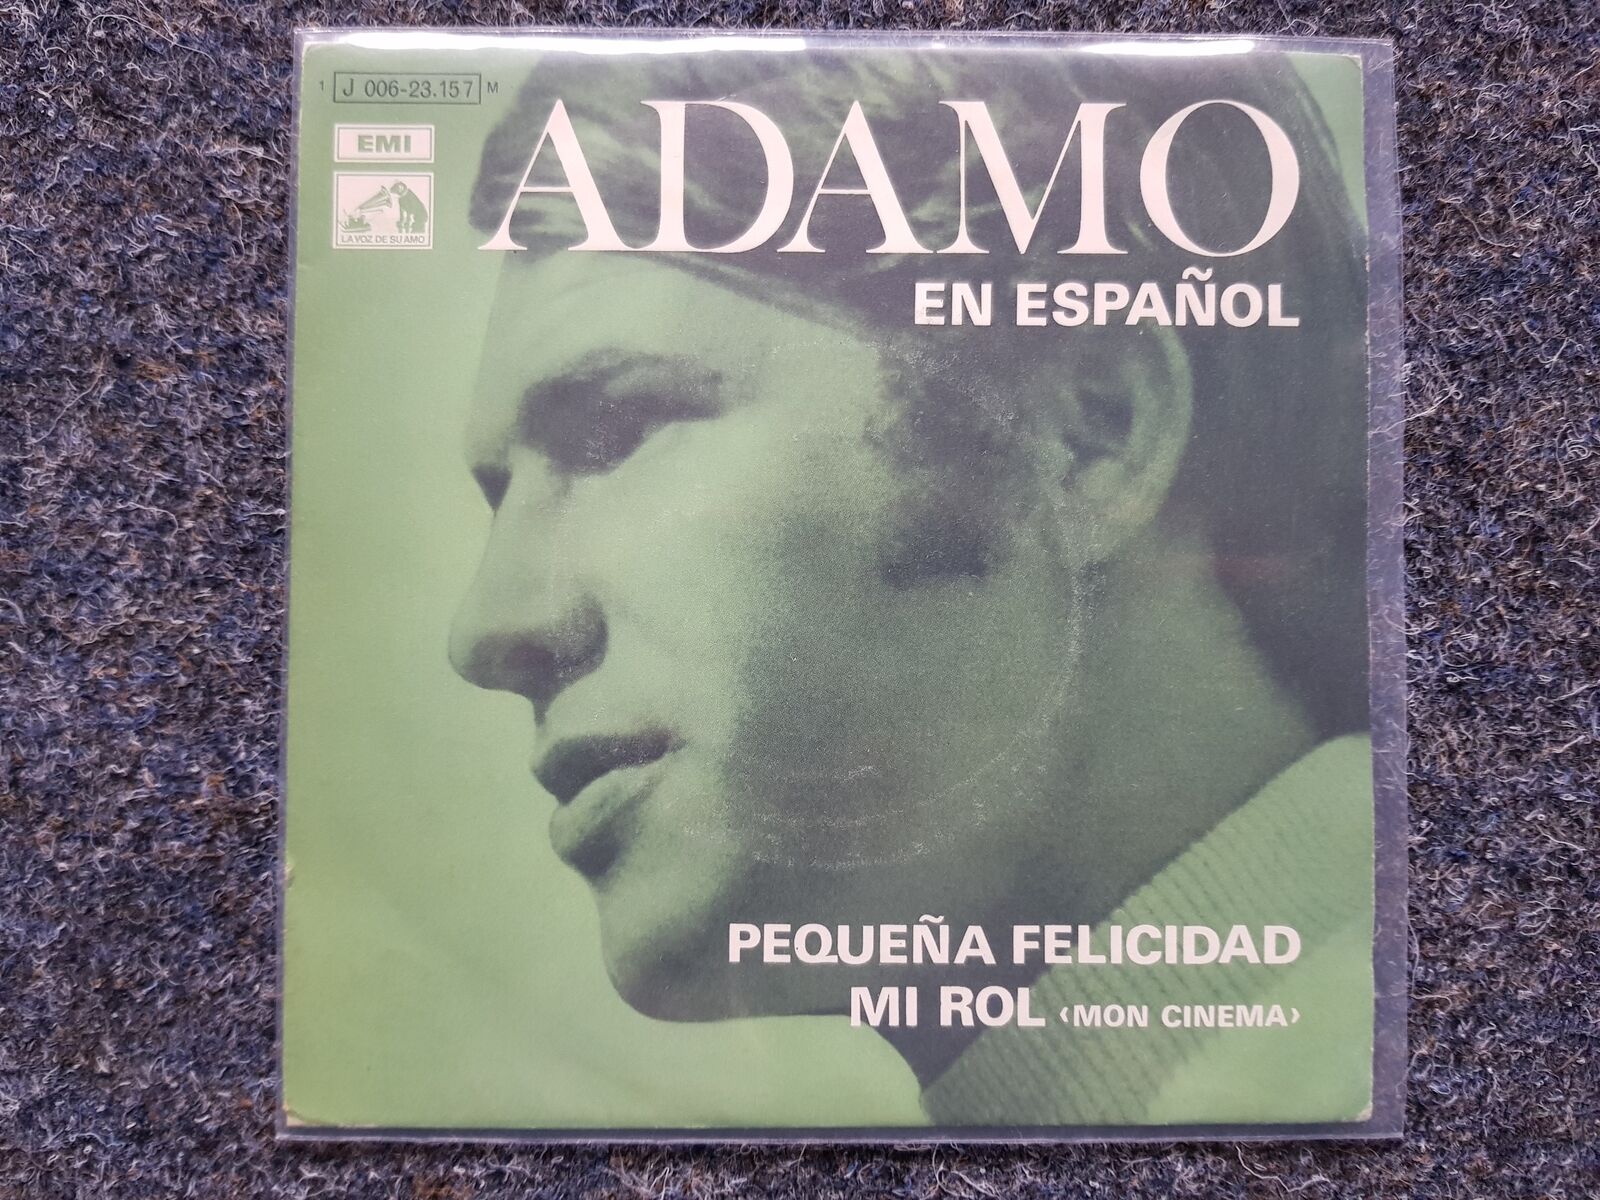 1 J 006-23.157 M
EMI
LA VOZ DE SU AMO
ADAMO
EN ESPAÑOL
PEQUEÑA FELICIDAD
MI ROL ‹MON CINEMA›